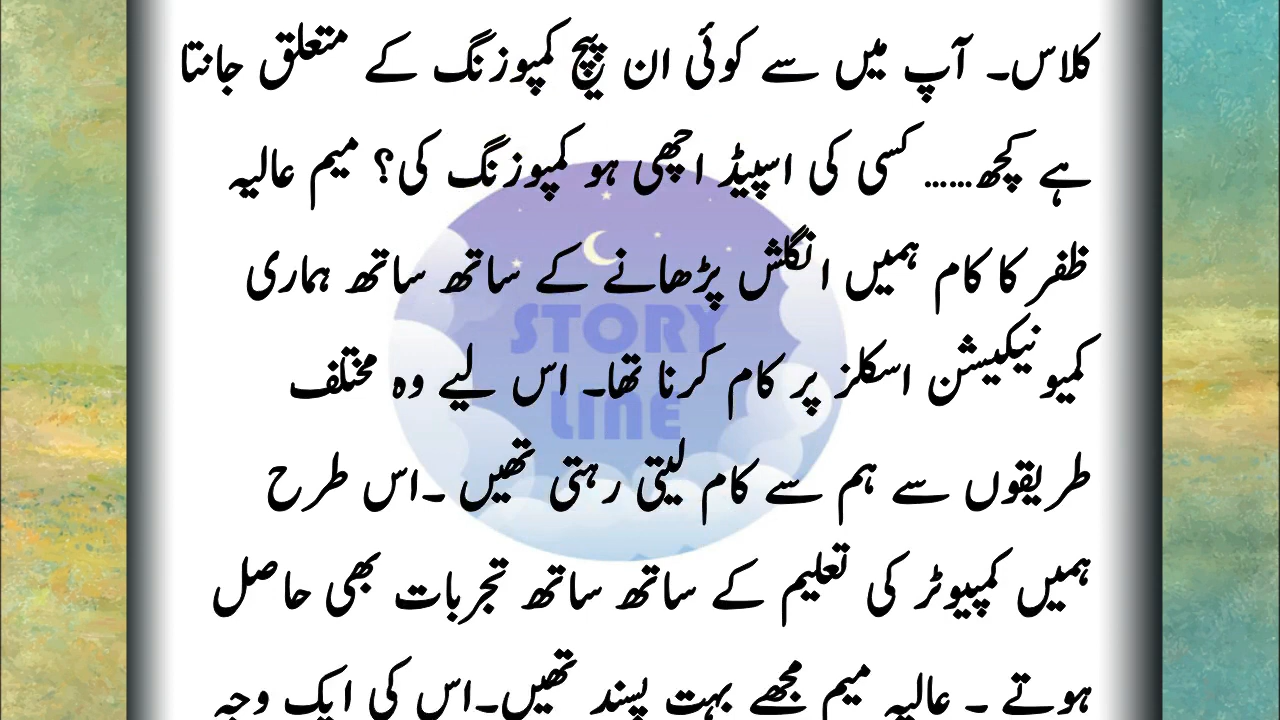 کلاس۔ آپ میں سے کوئی ان پیج کمپوزنگ کے متعلق جانتا
ہے کچھ...... کسی کی اسپیڈ اچھی ہو کمپوزنگ کی؟ میم عالیہ
ظفر کا کام ہمیں انگلش پڑھانے کے ساتھ ساتھ ہماری
کمیونیکیشن اسکلز پر کام کرنا تھا۔ اس لیے وہ مختلف
طریقوں سے ہم سے کام لیتی رہتی تھیں ۔اس طرح
ہمیں کمپیوٹر کی تعلیم کے ساتھ ساتھ تجربات بھی حاصل
ہوتے ۔ عالیہ میم مجھے بہت پسند تھیں۔اس کی ایک وجہ
STORY
LINE